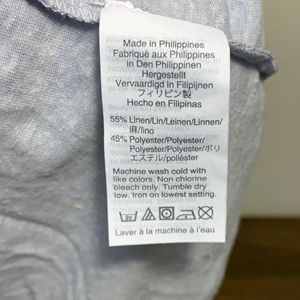 Made in Philippines
Fabriqué aux Philippines
in Den Philippinen
Hergestellt
Vervaardigd in Filipijnen
フィリピン製
Hecho en Filipinas
55% Linen/Lin/Leinen/Linnen/
麻/lino
45% Polyester/Polyester/
Polyester/Polyester/ポリ
エステル/poliéster
Machine wash cold with
like colors. Non chlorine
bleach only. Tumble dry
low. Iron on lowest setting.
Laver à la machine à l'eau